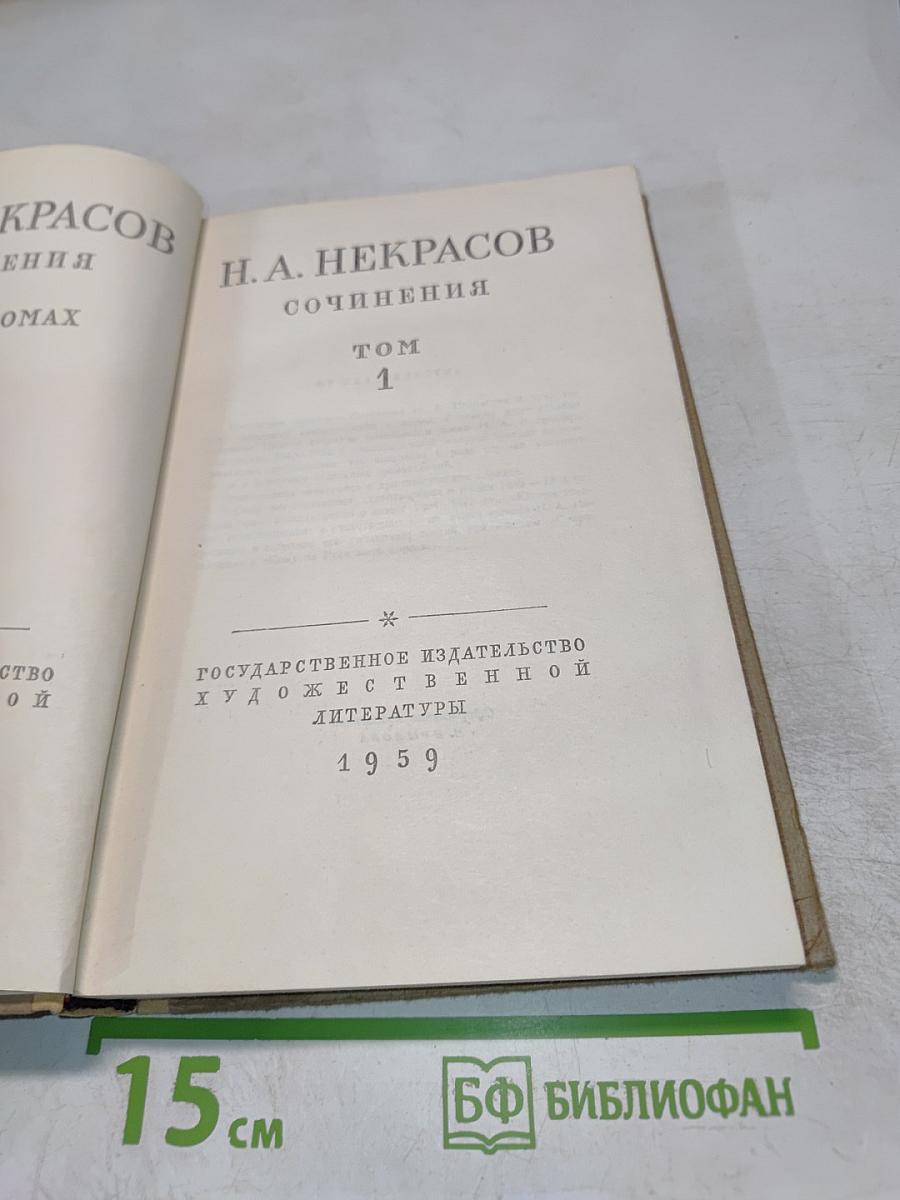 КРАСОВ
ЕНИЯ
ОМАХ
СТВО
ОЙ
Н. А. НЕКРАСОВ
СОЧИНЕНИЯ
ТОМ
1
ГОСУДАРСТВЕННОЕ ИЗДАТЕЛЬСТВО
ХУДОЖЕСТВЕННОЙ
ЛИТЕРАТУРЫ
1959
15 см
БФ БИБЛИОФАН